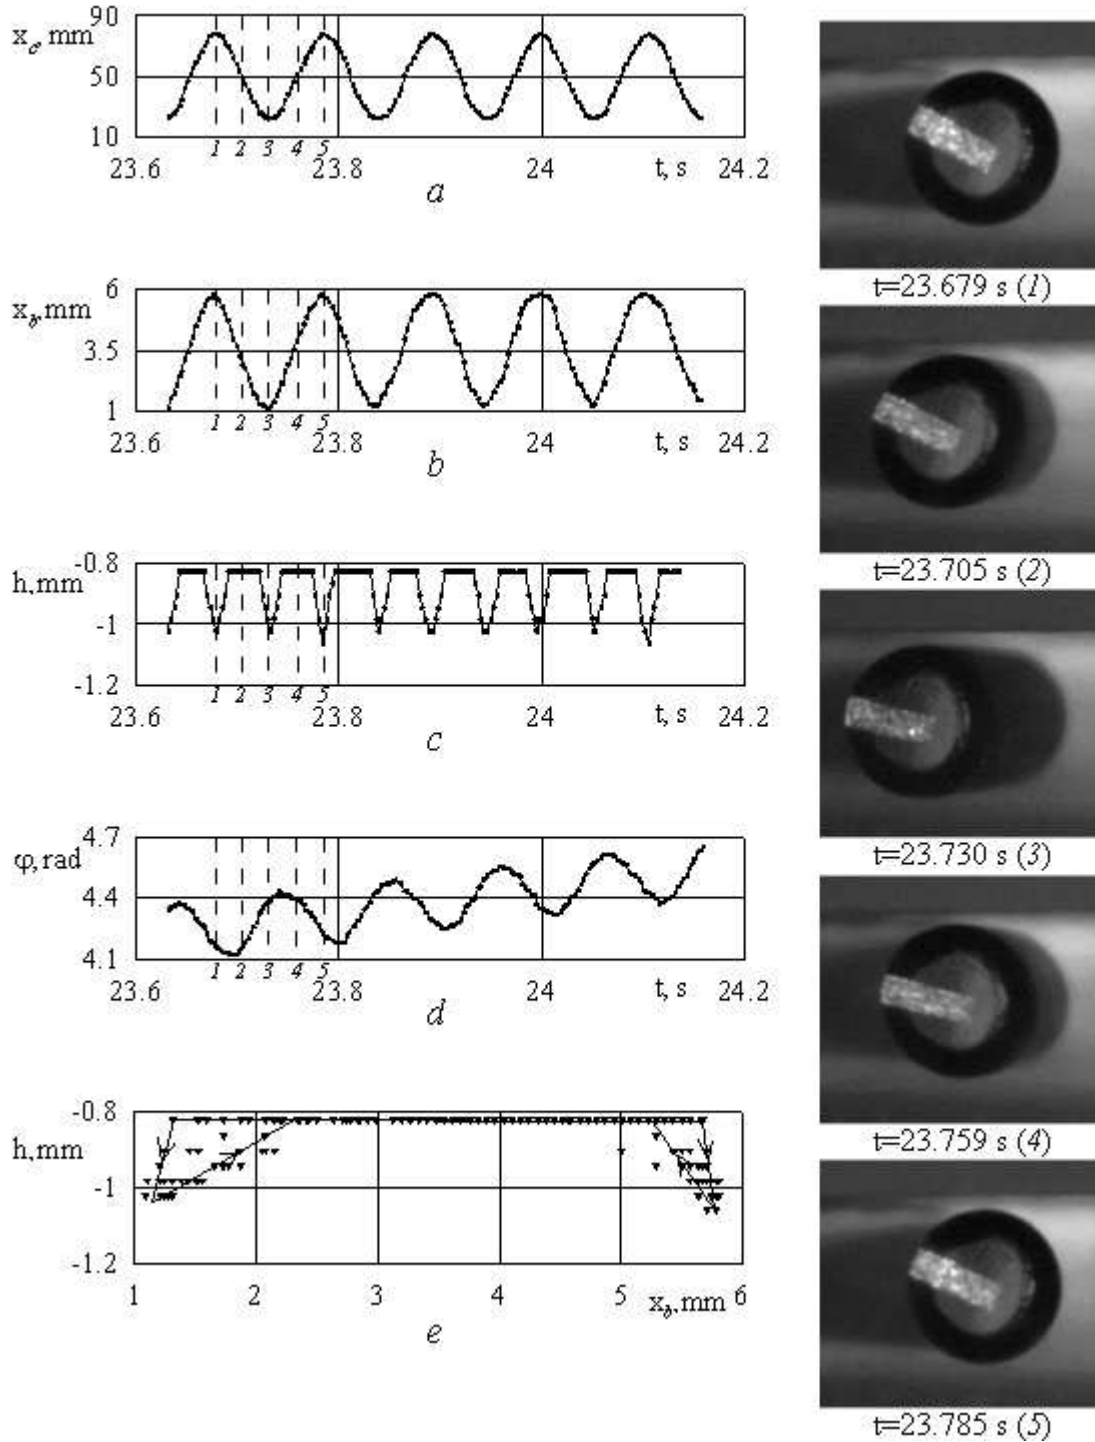 90
x_c, mm
50
10
1 2 3 4 5
23.6 23.8 24 t, s 24.2
a
6
x_b, mm
3.5
1
1 2 3 4 5
23.6 23.8 24 t, s 24.2
b
-0.8
h, mm
-1
-1.2
1 2 3 4 5
23.6 23.8 24 t, s 24.2
c
4.7
φ, rad
4.4
4.1
1 2 3 4 5
23.6 23.8 24 t, s 24.2
d
-0.8
h, mm
-1
-1.2
1 2 3 4 5 x_b, mm 6
e
t=23.679 s (1)
t=23.705 s (2)
t=23.730 s (3)
t=23.759 s (4)
t=23.785 s (5)